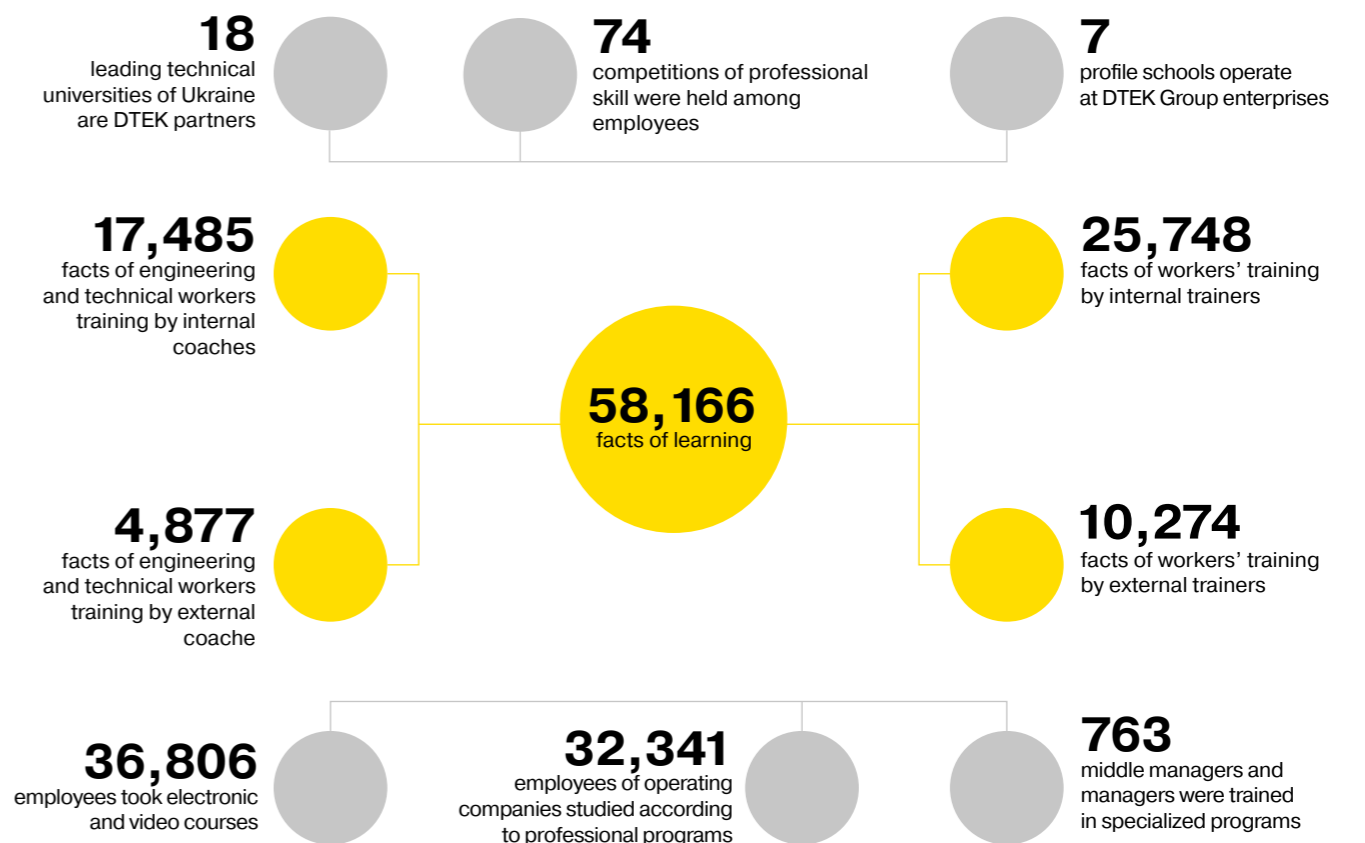 18
leading technical
universities of Ukraine
are DTEK partners
74
competitions of professional
skill were held among
employees
7
profile schools operate
at DTEK Group enterprises
17,485
facts of engineering
and technical workers
training by internal
coaches
25,748
facts of workers’ training
by internal trainers
58,166
facts of learning
4,877
facts of engineering
and technical workers
training by external
coache
10,274
facts of workers’ training
by external trainers
36,806
employees took electronic
and video courses
32,341
employees of operating
companies studied according
to professional programs
763
middle managers and
managers were trained
in specialized programs